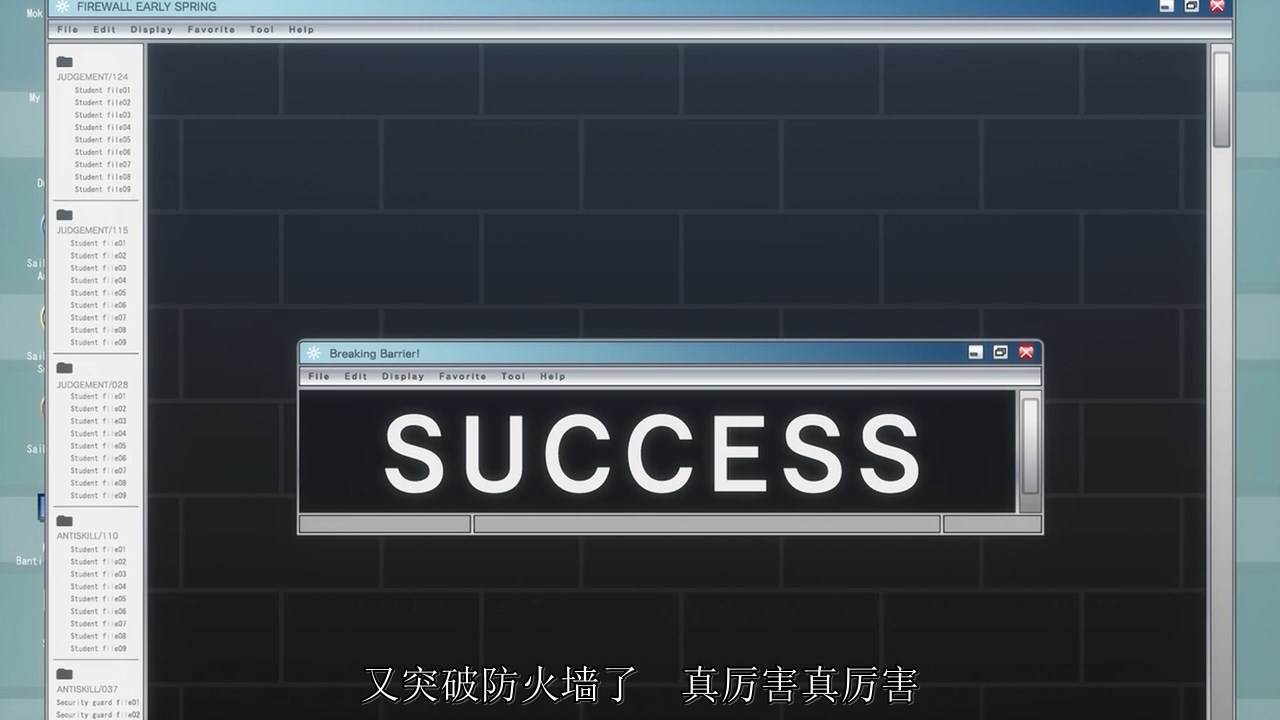 FIREWALL EARLY SPRING
File Edit Display Favorite Tool Help
Mok
My
JUDGEMENT/124
Student file01
Student file02
Student file03
Student file04
Student file05
Student file06
Student file07
Student file08
Student file09
JUDGEMENT/115
Student file01
Student file02
Student file03
Student file04
Student file05
Student file06
Student file07
Student file08
Student file09
JUDGEMENT/028
Student file01
Student file02
Student file03
Student file04
Student file05
Student file06
Student file07
Student file08
Student file09
ANTISKILL/110
Student file01
Student file02
Student file03
Student file04
Student file05
Student file06
Student file07
Student file08
Student file09
ANTISKILL/037
Security guard file01
Security guard file02
Sail
Sail
Sail
Banti
Breaking Barrier!
File Edit Display Favorite Tool Help
SUCCESS
又突破防火墙了 真厉害真厉害